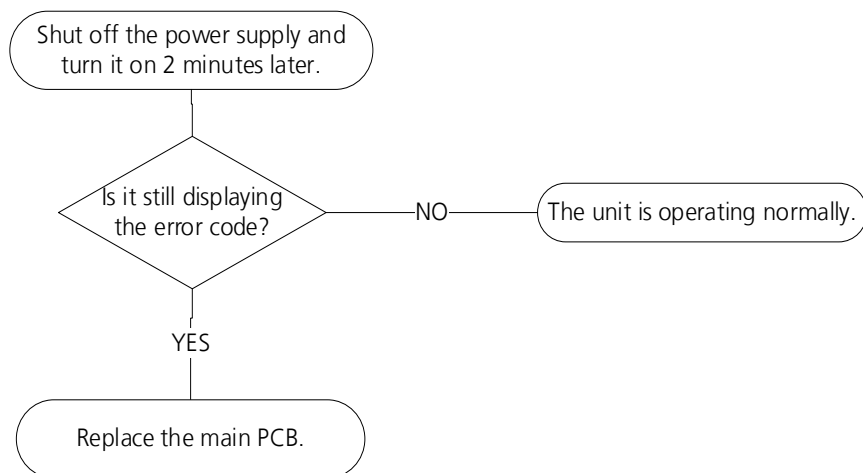 Shut off the power supply and
turn it on 2 minutes later.
Is it still displaying
the error code?
NO
The unit is operating normally.
YES
Replace the main PCB.